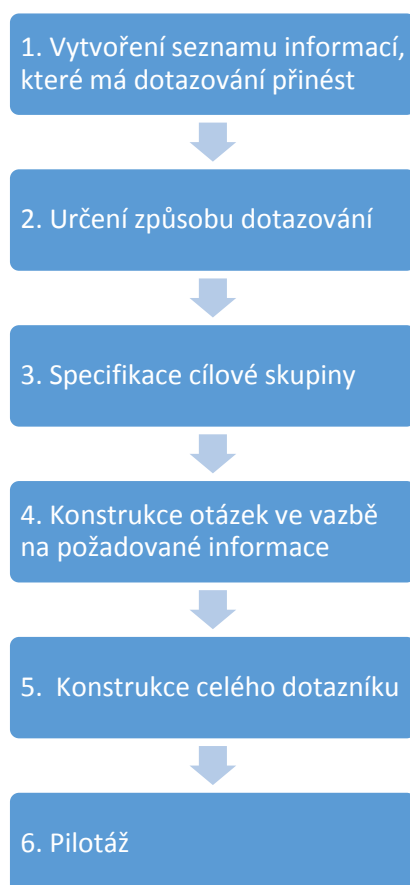 1. Vytvoření seznamu informací,
které má dotazování přinést
2. Určení způsobu dotazování
3. Specifikace cílové skupiny
4. Konstrukce otázek ve vazbě
na požadované informace
5.  Konstrukce celého dotazníku
6. Pilotáž